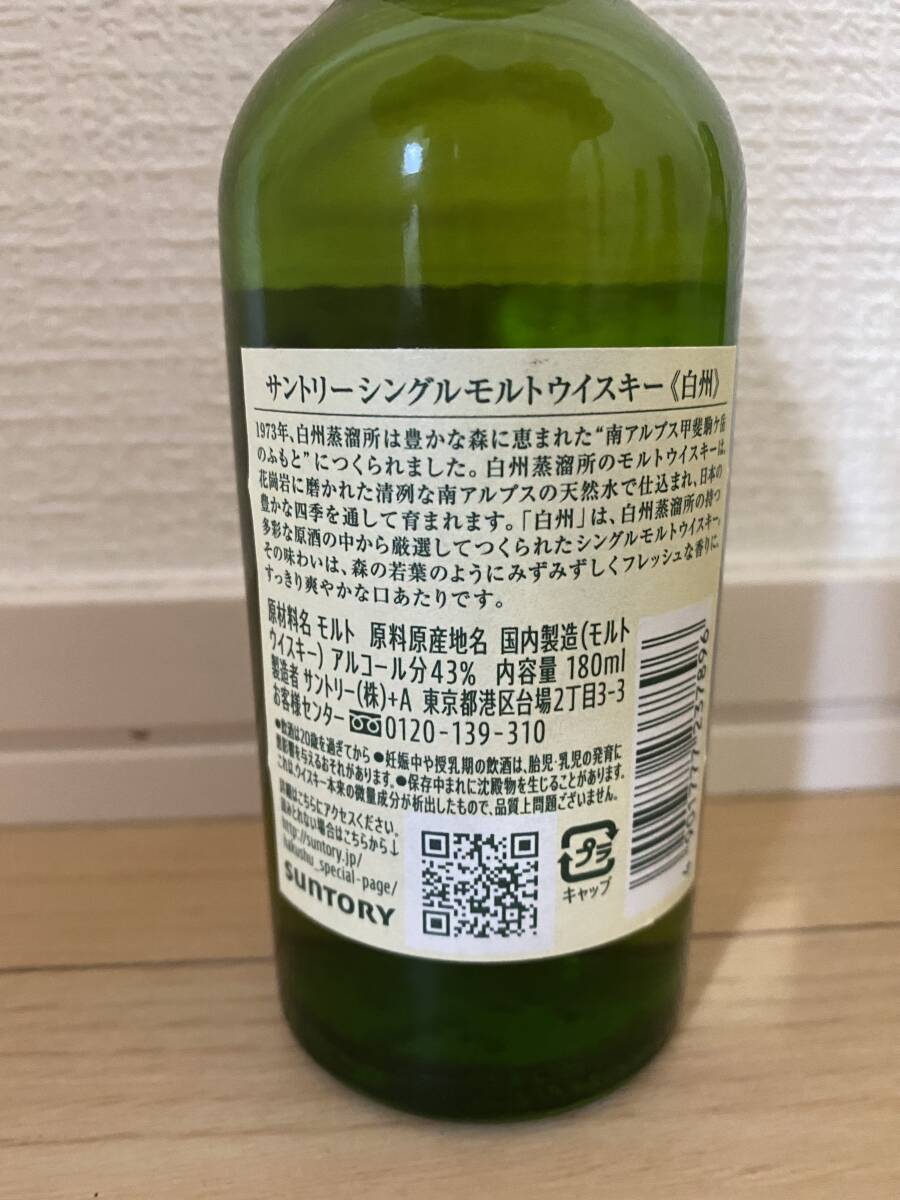 サントリーシングルモルトウイスキー《白州》
1973年、白州蒸溜所は豊かな森に恵まれた“南アルプス甲斐駒ケ岳
のふもと”につくられました。白州蒸溜所のモルトウイスキーは、
花崗岩に磨かれた清冽な南アルプスの天然水で仕込まれ、日本の
豊かな四季を通して育まれます。「白州」は、白州蒸溜所の持つ
多彩な原酒の中から厳選してつくられたシングルモルトウイスキー。
その味わいは、森の若葉のようにみずみずしくフレッシュな香りに、
すっきり爽やかな口あたりです。
原材料名 モルト 原料原産地名 国内製造(モルト
ウイスキー) アルコール分43% 内容量 180ml
製造者 サントリー(株)+A 東京都港区台場2丁目3-3
お客様センター 0120-139-310
●飲酒は20歳を過ぎてから ●妊娠中や授乳期の飲酒は、胎児・乳児の発育に
悪影響を与えるおそれがあります。●保存中まれに沈殿物を生じることがあります。
これは、ウイスキー本来の微量成分が析出したもので、品質上問題ございません。
詳細はこちらにアクセスください。
読みとれない場合はこちらから↓
http://suntory.jp/
hakushu_special-page/
SUNTORY
プラ
キャップ